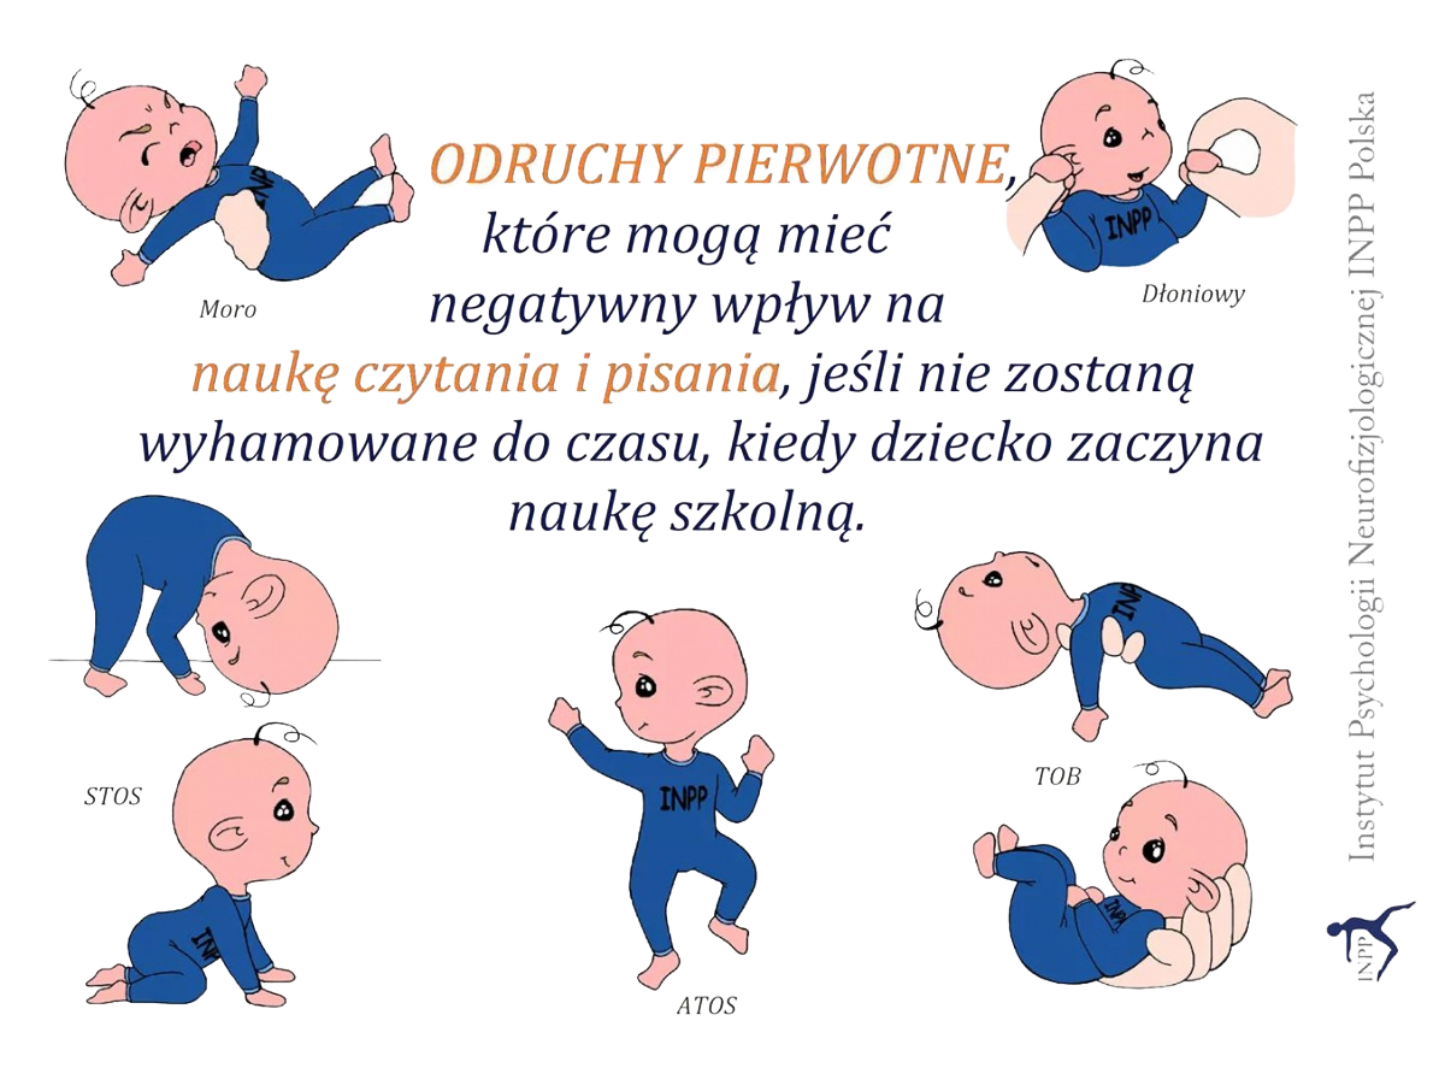 ODRUCHY PIERWOTNE,
które mogą mieć
negatywny wpływ na
naukę czytania i pisania, jeśli nie zostaną
wyhamowane do czasu, kiedy dziecko zaczyna
naukę szkolną.
INPP
Moro
INPP
Dłoniowy
STOS
INPP
INPP
ATOS
INPP
TOB
INPP
Instytut Psychologii Neurofizjologicznej INPP Polska
INPP